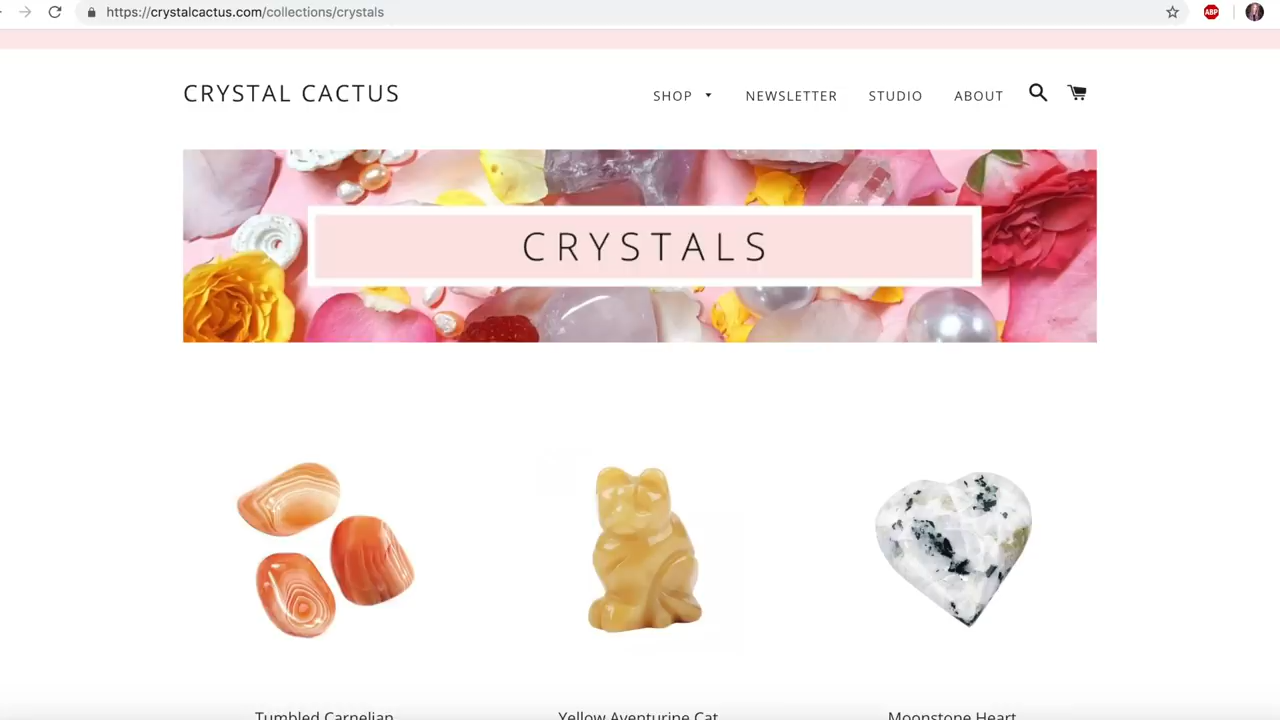 https://crystalcactus.com/collections/crystals
ABP
CRYSTAL CACTUS
SHOP NEWSLETTER STUDIO ABOUT
CRYSTALS
Tumbled Carnelian
Yellow Aventurine Cat
Moonstone Heart